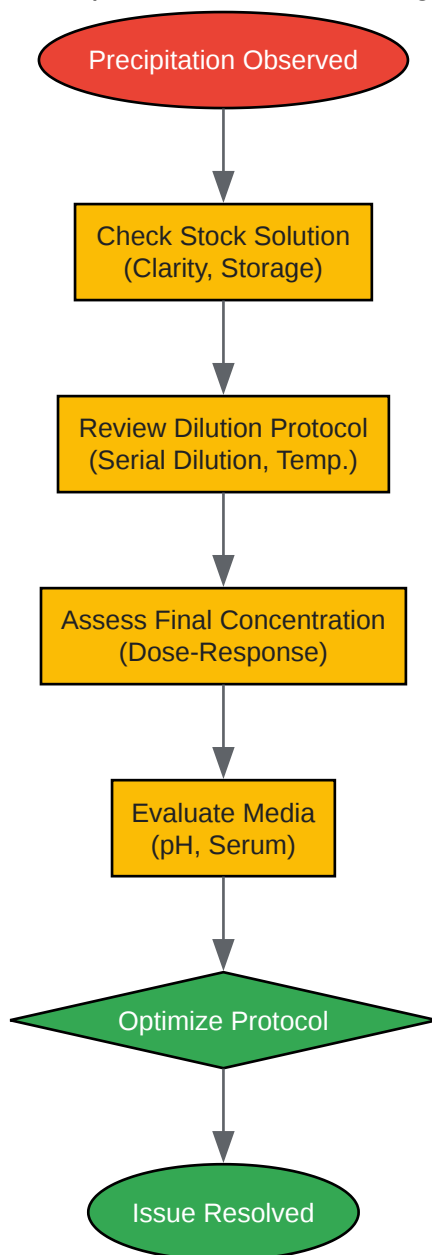 Precipitation Observed
Check Stock Solution
(Clarity, Storage)
Review Dilution Protocol
(Serial Dilution, Temp.)
Assess Final Concentration
(Dose-Response)
Evaluate Media
(pH, Serum)
Optimize Protocol
Issue Resolved